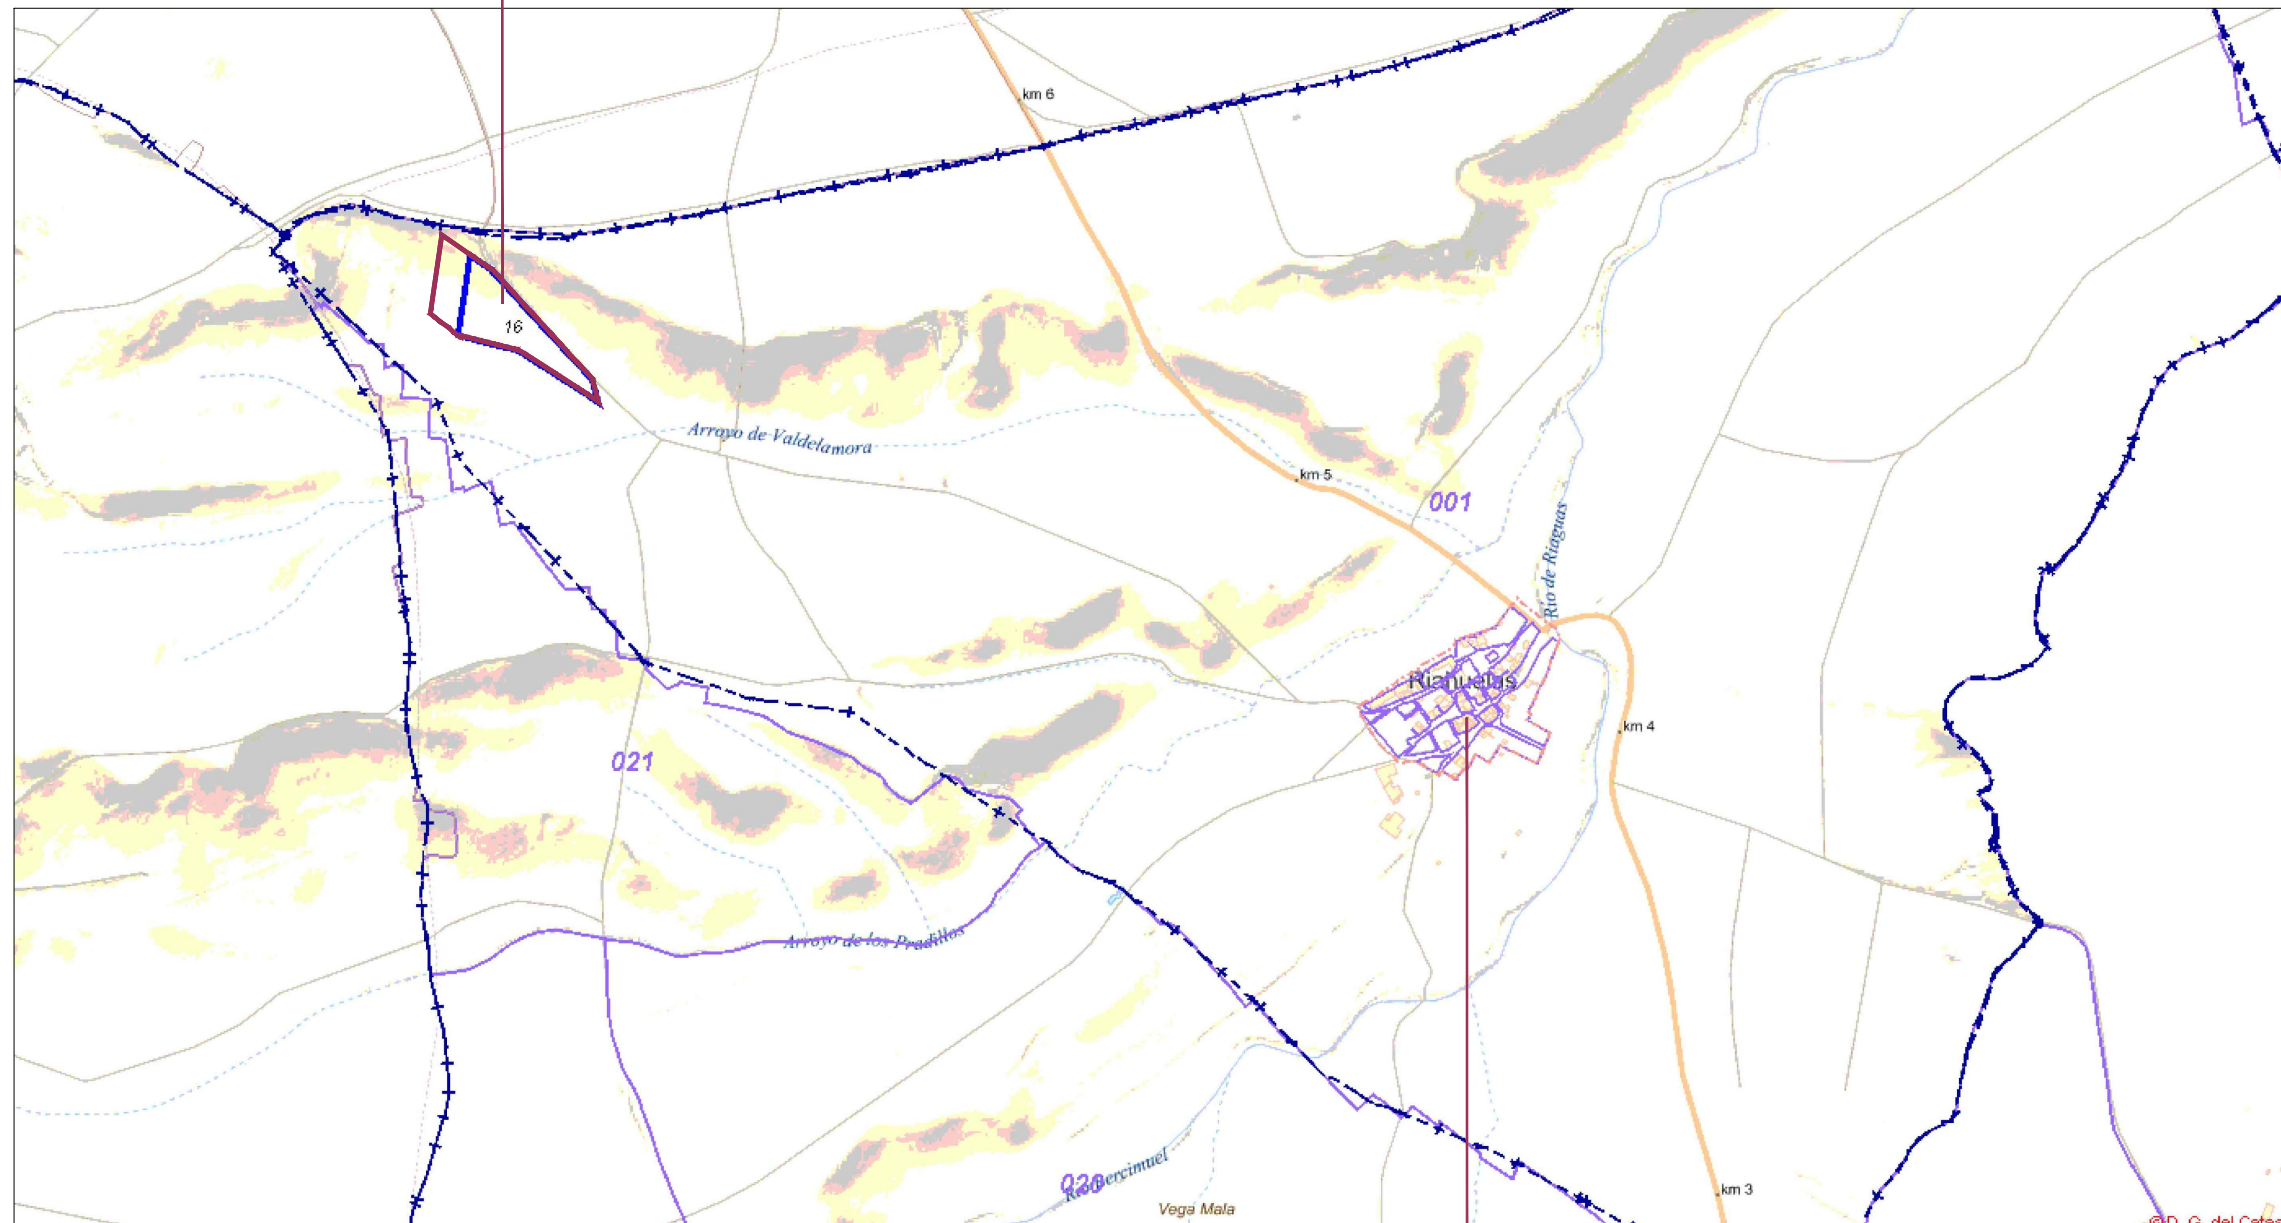 km 6
16
Arroyo de Valdelamora
km 5
001
Rio de Riaguas
Riahuelas
km 4
021
Arroyo de los Pradillos
Vega Mala
km 3
© D. G. del